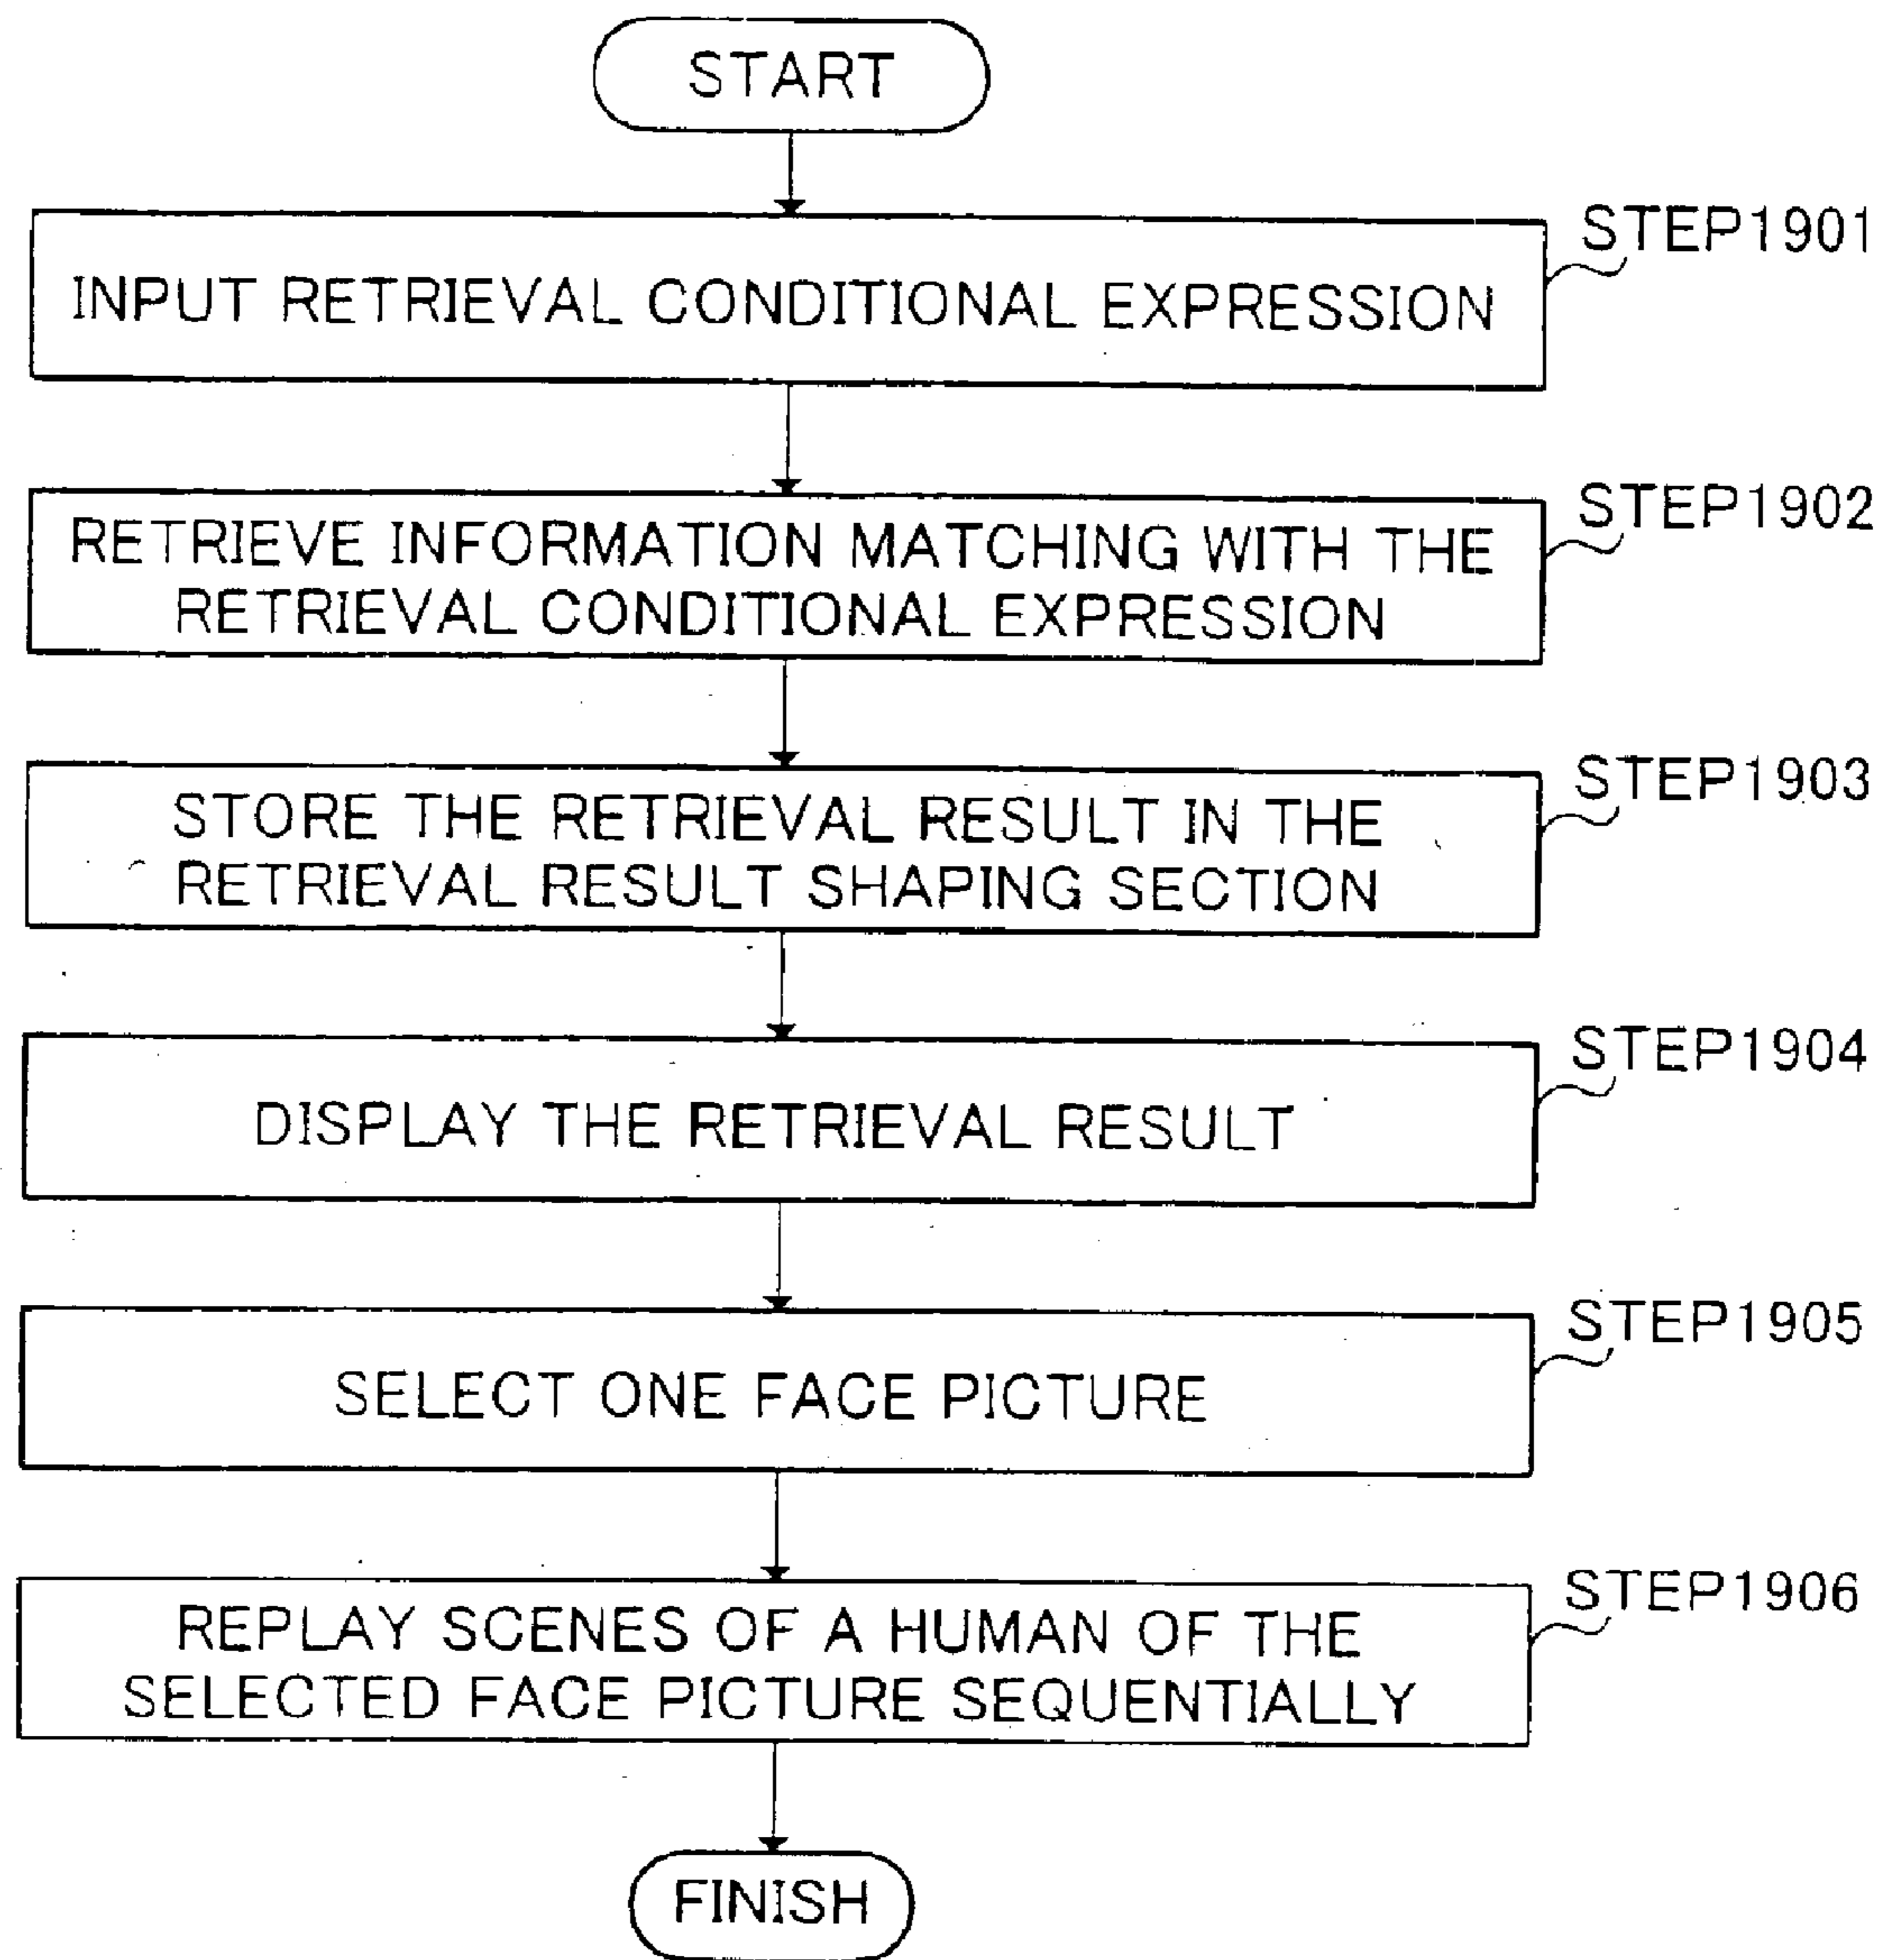 START
STEP1901
INPUT RETRIEVAL CONDITIONAL EXPRESSION
STEP1902
RETRIEVE INFORMATION MATCHING WITH THE
RETRIEVAL CONDITIONAL EXPRESSION
STEP1903
STORE THE RETRIEVAL RESULT IN THE
RETRIEVAL RESULT SHAPING SECTION
STEP1904
DISPLAY THE RETRIEVAL RESULT
STEP1905
SELECT ONE FACE PICTURE
STEP1906
REPLAY SCENES OF A HUMAN OF THE
SELECTED FACE PICTURE SEQUENTIALLY
FINISH